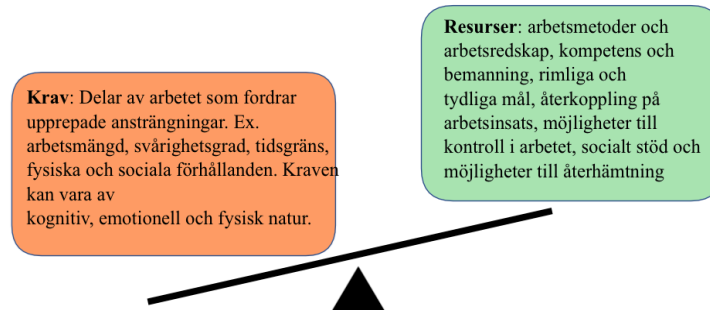 Krav: Delar av arbetet som fordrar
upprepade ansträngningar. Ex.
arbetsmängd, svårighetsgrad, tidsgräns,
fysiska och sociala förhållanden. Kraven
kan vara av
kognitiv, emotionell och fysisk natur.
Resurser: arbetsmetoder och
arbetsredskap, kompetens och
bemanning, rimliga och
tydliga mål, återkoppling på
arbetsinsats, möjligheter till
kontroll i arbetet, socialt stöd och
möjligheter till återhämtning